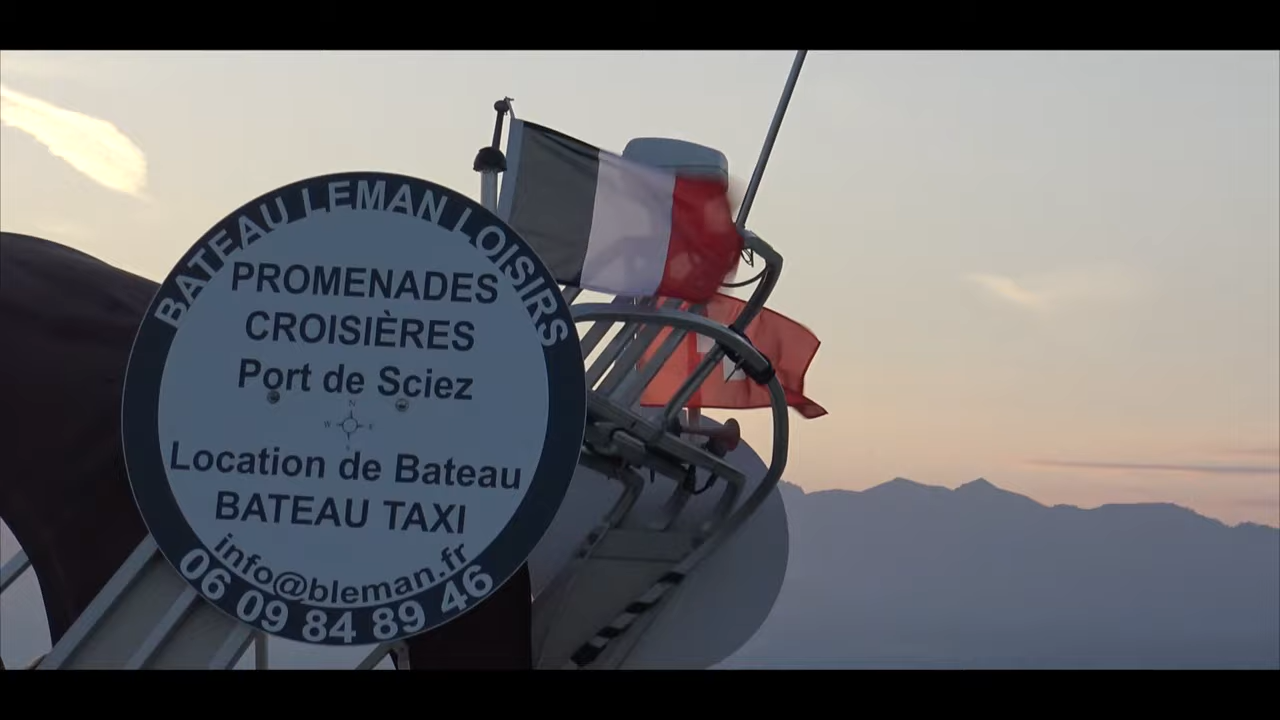 BATEAU LEMAN LOISIRS
PROMENADES
CROISIÈRES
Port de Sciez
N
W E
Location de Bateau
BATEAU TAXI
info@bleman.fr
06 09 84 89 46